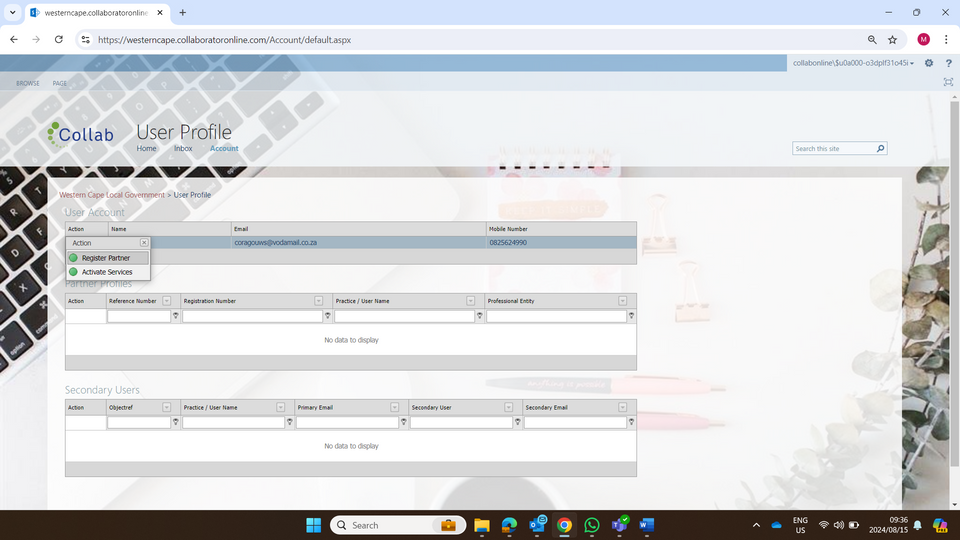 westerncape.collaboratoronline
https://westerncape.collaboratoronline.com/Account/default.aspx
M
collabonline\$u0a000-o3dplf31o45i
BROWSE PAGE
Collab
User Profile
Home Inbox Account
Search this site
Western Cape Local Government > User Profile
User Account
Action Name Email Mobile Number
coragouws@vodamail.co.za 0825624990
Action
Register Partner
Activate Services
Partner Profiles
Action Reference Number Registration Number Practice / User Name Professional Entity
No data to display
Secondary Users
Action Objectref Practice / User Name Primary Email Secondary User Secondary Email
No data to display
Search
ENG
US
09:36
2024/08/15